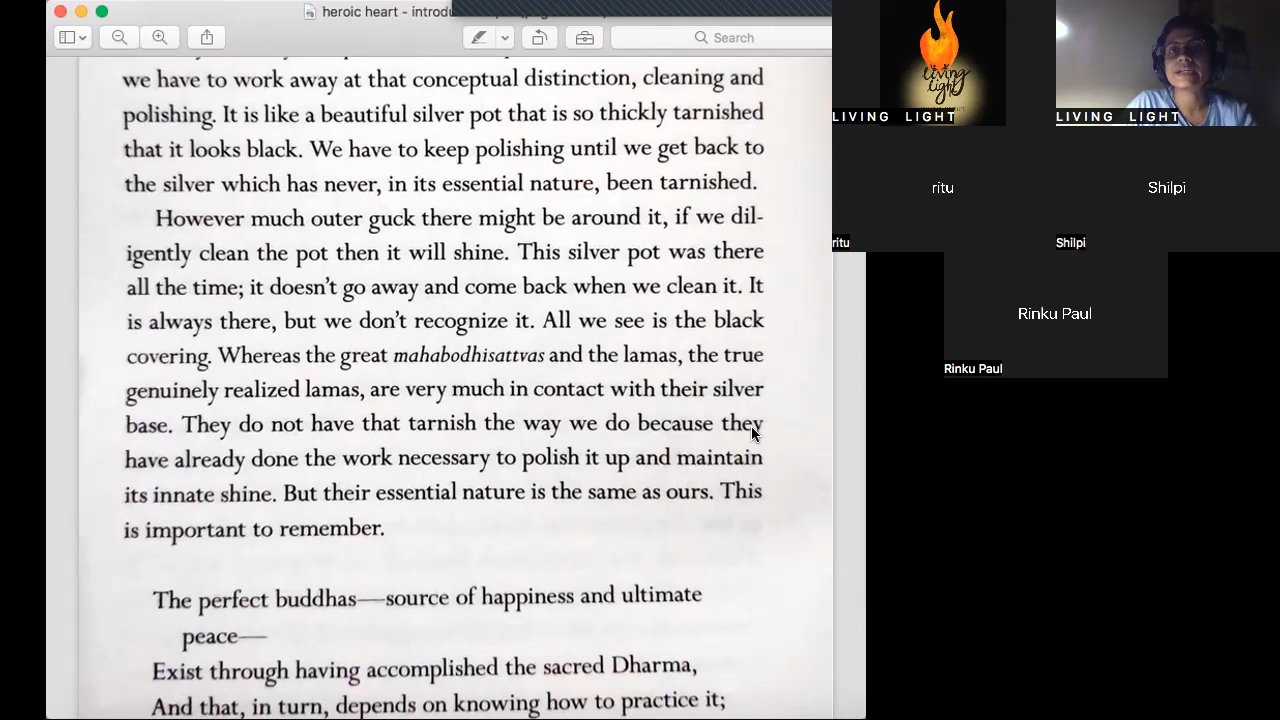 heroic heart - introdu
Search
we have to work away at that conceptual distinction, cleaning and
polishing. It is like a beautiful silver pot that is so thickly tarnished
that it looks black. We have to keep polishing until we get back to
the silver which has never, in its essential nature, been tarnished.
However much outer guck there might be around it, if we dil-
igently clean the pot then it will shine. This silver pot was there
all the time; it doesn't go away and come back when we clean it. It
is always there, but we don't recognize it. All we see is the black
covering. Whereas the great mahabodhisattvas and the lamas, the true
genuinely realized lamas, are very much in contact with their silver
base. They do not have that tarnish the way we do because they
have already done the work necessary to polish it up and maintain
its innate shine. But their essential nature is the same as ours. This
is important to remember.
The perfect buddhas—source of happiness and ultimate
peace—
Exist through having accomplished the sacred Dharma,
And that, in turn, depends on knowing how to practice it;
living
light
LIVING LIGHT
LIVING LIGHT
ritu
ritu
Shilpi
Shilpi
Rinku Paul
Rinku Paul